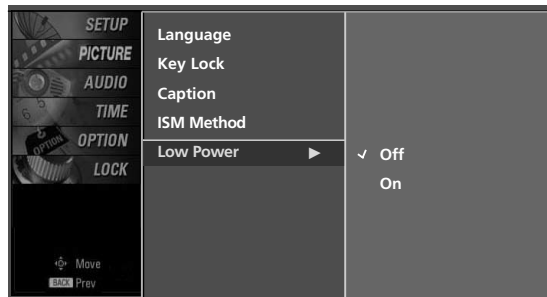 SETUP
PICTURE
AUDIO
TIME
OPTION
LOCK
Move
BACK Prev
Language
Key Lock
Caption
ISM Method
Low Power ►
✓ Off
On